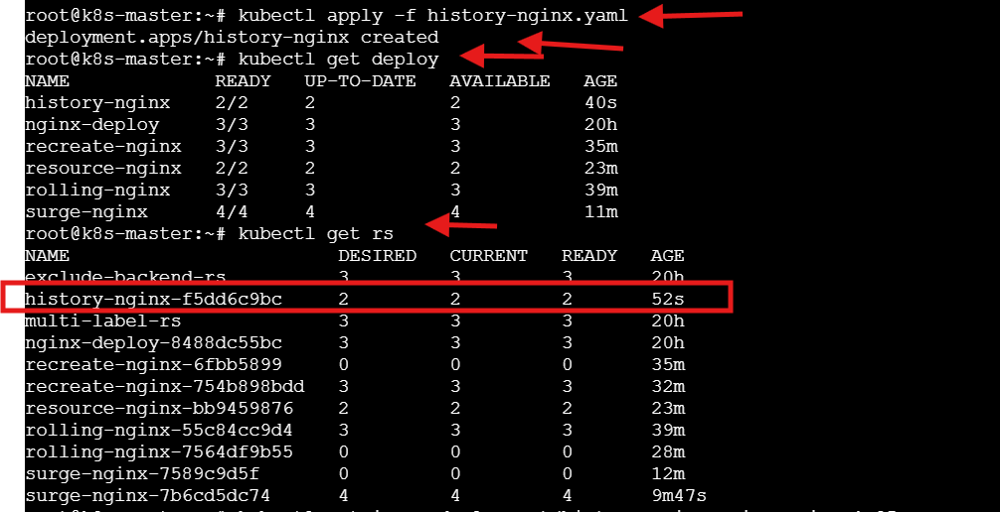 root@k8s-master:~# kubectl apply -f history-nginx.yaml
deployment.apps/history-nginx created
root@k8s-master:~# kubectl get deploy
NAME READY UP-TO-DATE AVAILABLE AGE
history-nginx 2/2 2 2 40s
nginx-deploy 3/3 3 3 20h
recreate-nginx 3/3 3 3 35m
resource-nginx 2/2 2 2 23m
rolling-nginx 3/3 3 3 39m
surge-nginx 4/4 4 4 11m
root@k8s-master:~# kubectl get rs
NAME DESIRED CURRENT READY AGE
exclude-backend-rs 3 3 3 20h
history-nginx-f5dd6c9bc 2 2 2 52s
multi-label-rs 3 3 3 20h
nginx-deploy-8488dc55bc 3 3 3 20h
recreate-nginx-6fbb5899 0 0 0 35m
recreate-nginx-754b898bdd 3 3 3 32m
resource-nginx-bb9459876 2 2 2 23m
rolling-nginx-55c84cc9d4 3 3 3 39m
rolling-nginx-7564df9b55 0 0 0 28m
surge-nginx-7589c9d5f 0 0 0 12m
surge-nginx-7b6cd5dc74 4 4 4 9m47s